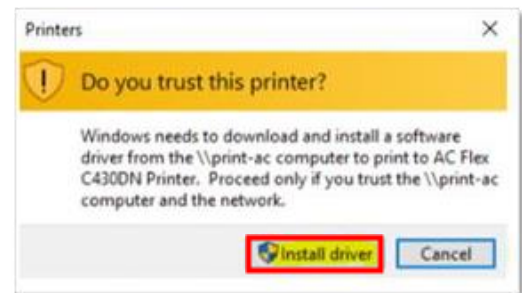 Printers
Do you trust this printer?
Windows needs to download and install a software
driver from the \\print-ac computer to print to AC Flex
C430DN Printer. Proceed only if you trust the \\print-ac
computer and the network.
Install driver
Cancel